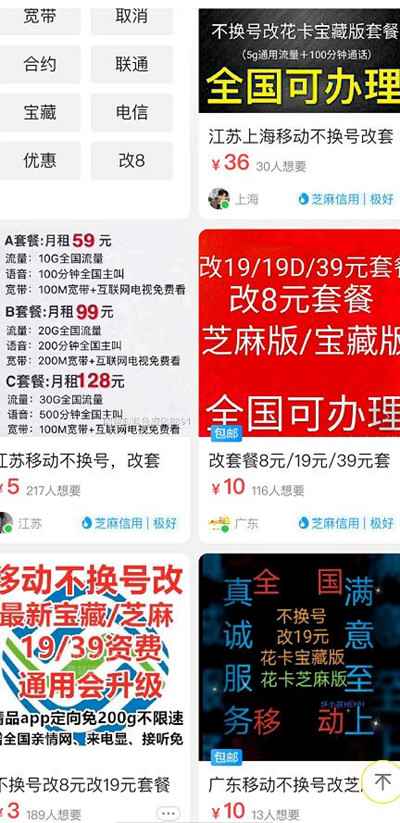 宽带
取消
合约
联通
宝藏
电信
优惠
改8
不换号改花卡宝藏版套餐
(5g通用流量+100分钟通话)
全国可办理
江苏上海移动不换号改套
¥36 30人想要
上海
芝麻信用|极好
A套餐:月租59元
流量：10G全国流量
语音：100分钟全国主叫
宽带：100M宽带+互联网电视免费看
B套餐:月租99元
流量：20G全国流量
语音：200分钟全国主叫
宽带：200M宽带+互联网电视免费看
C套餐:月租128元
流量：30G全国流量
语音：500分钟全国主叫
宽带：100M宽带+互联网电视免费看
江苏移动不换号，改套
¥5 217人想要
江苏
芝麻信用|极好
改19/19D/39元套餐
改8元套餐
芝麻版/宝藏版
全国可办理
包邮
改套餐8元/19元/39元套
¥10 116人想要
广东
芝麻信用|极好
移动不换号改
最新宝藏/芝麻
19/39资费
通用会升级
精品app定向免200g不限速
全国亲情网、来电显、接听免
不换号改8元改19元套餐
¥3 189人想要
真诚服务
全国
不换号
改19元
花卡宝藏版
花卡芝麻版
移动
满意至上
包邮
广东移动不换号改芝
¥10 13人想要